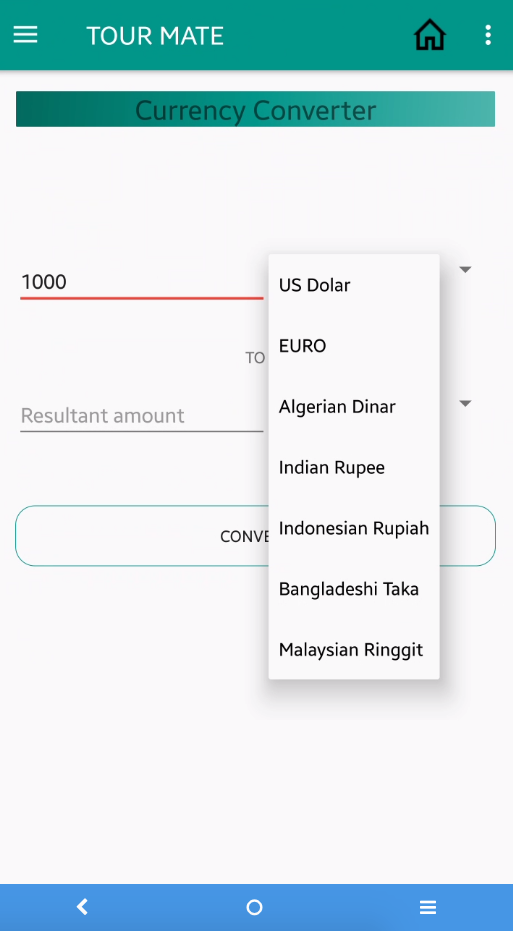 TOUR MATE
Currency Converter
1000
US Dolar
EURO
TO
Algerian Dinar
Resultant amount
Indian Rupee
Indonesian Rupiah
CONVE
Bangladeshi Taka
Malaysian Ringgit